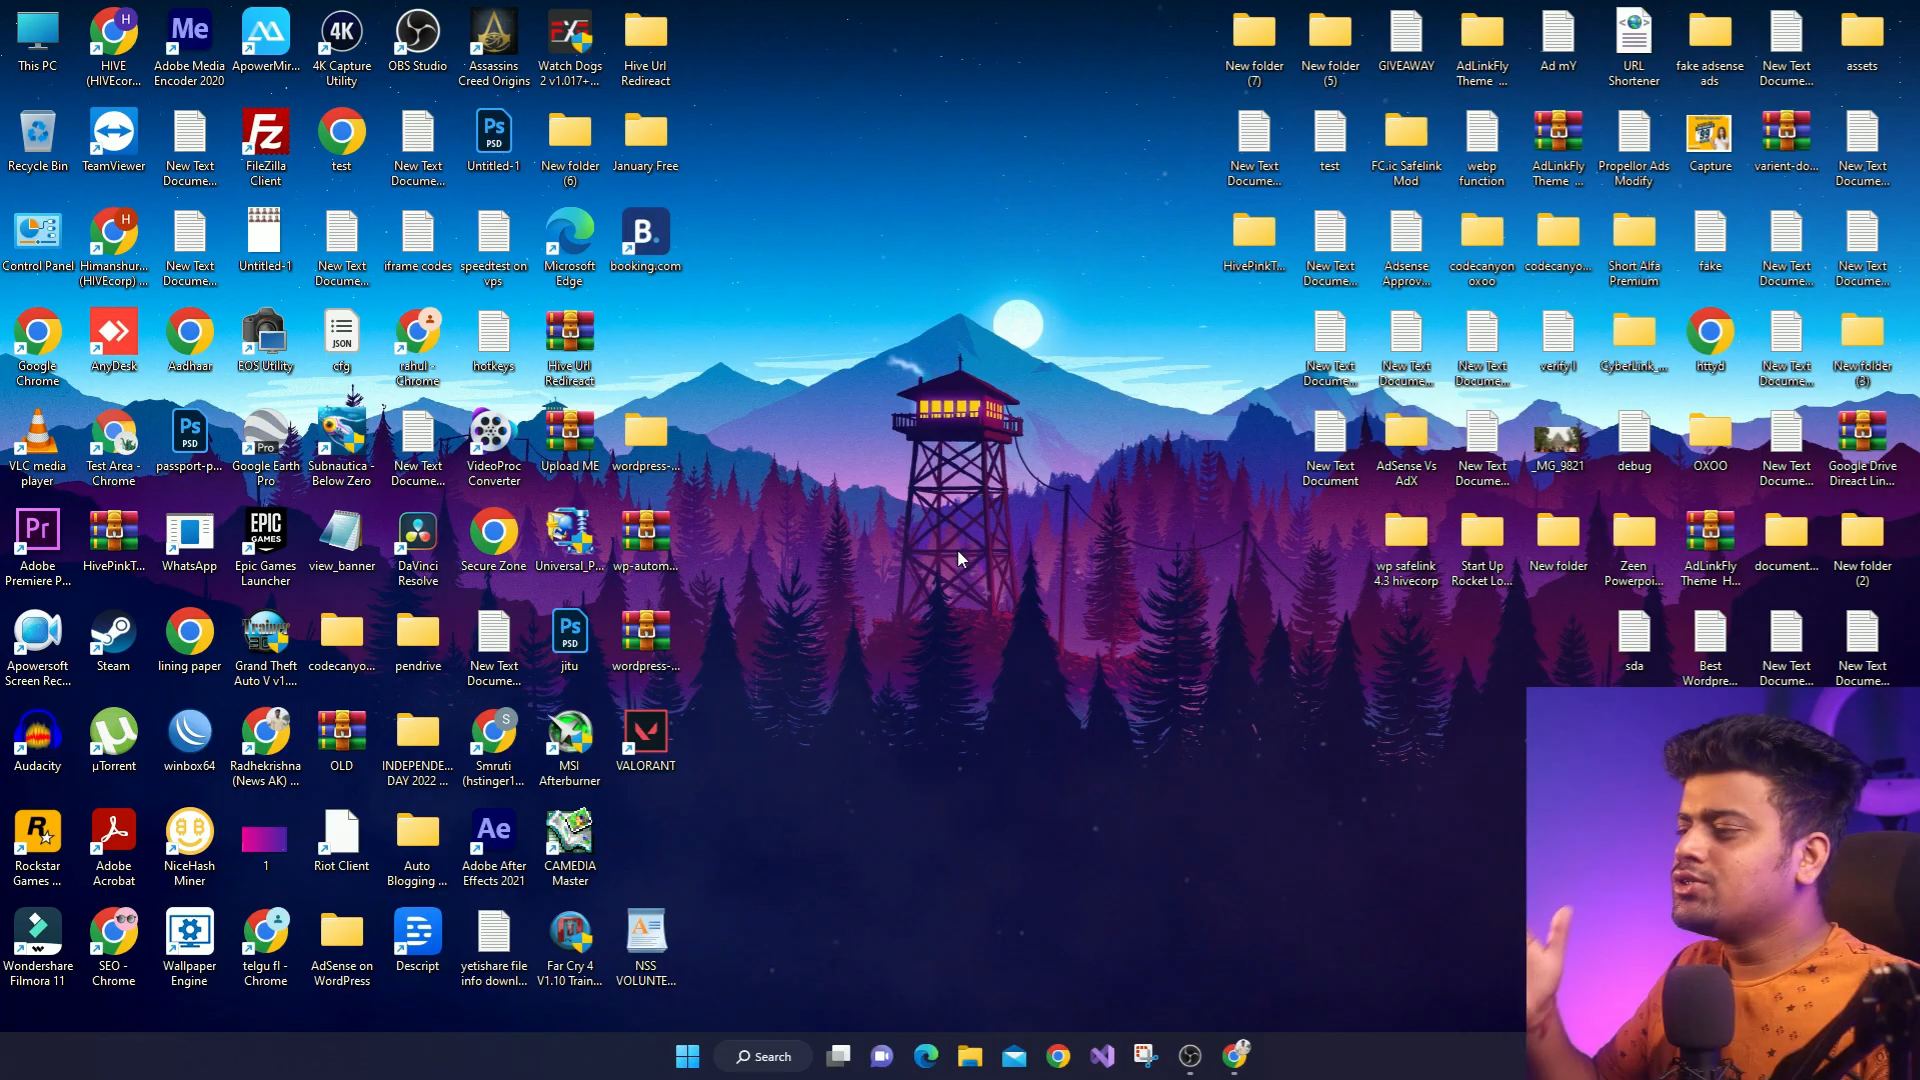 This PC
HIVE
(HIVEcor...
Adobe Media
Encoder 2020
ApowerMir...
4K Capture
Utility
OBS Studio
Assassins
Creed Origins
Watch Dogs
2 v1.017+...
Hive Url
Redireact
New folder
(7)
New folder
(5)
GIVEAWAY
AdLinkFly
Theme_...
Ad mY
URL
Shortener
fake adsense
ads
New Text
Docume...
assets
Recycle Bin
TeamViewer
New Text
Docume...
FileZilla
Client
test
New Text
Docume...
Untitled-1
New folder
(6)
January Free
New Text
Docume...
test
FC.ic Safelink
Mod
webp
function
AdLinkFly
Theme_...
Propellor Ads
Modify
Capture
varient-do...
New Text
Docume...
Control Panel
Himanshur...
(HIVEcorp) ...
New Text
Docume...
Untitled-1
New Text
Docume...
iframe codes
speedtest on
vps
Microsoft
Edge
booking.com
HivePinkT...
New Text
Docume...
Adsense
Approv...
codecanyon
oxoo
codecanyo...
Short Alfa
Premium
fake
New Text
Docume...
New Text
Docume...
Google
Chrome
AnyDesk
Aadhaar
EOS Utility
cfg
rahul -
Chrome
hotkeys
Hive Url
Redireact
New Text
Docume...
New Text
Docume...
New Text
Docume...
verify l
CyberLink_...
httyd
New Text
Docume...
New folder
(3)
VLC media
player
Test Area -
Chrome
passport-p...
Google Earth
Pro
Subnautica -
Below Zero
New Text
Docume...
VideoProc
Converter
Upload ME
wordpress-...
New Text
Document
AdSense Vs
AdX
New Text
Docume...
_MG_9821
debug
OXOO
New Text
Docume...
Google Drive
Direact Lin...
Adobe
Premiere P...
HivePinkT...
WhatsApp
Epic Games
Launcher
view_banner
DaVinci
Resolve
Secure Zone
Universal_P...
wp-autom...
wp safelink
4.3 hivecorp
Start Up
Rocket Lo...
New folder
Zeen
Powerpoi...
AdLinkFly
Theme_H...
document...
New folder
(2)
Apowersoft
Screen Rec...
Steam
lining paper
Grand Theft
Auto V v1....
codecanyo...
pendrive
New Text
Docume...
jitu
wordpress-...
sda
Best
Wordpre...
New Text
Docume...
New Text
Docume...
Audacity
µTorrent
winbox64
Radhekrishna
(News AK) ...
OLD
INDEPENDE...
DAY 2022 ...
Smruti
(hstinger1...
MSI
Afterburner
VALORANT
Rockstar
Games ...
Adobe
Acrobat
NiceHash
Miner
1
Riot Client
Auto
Blogging ...
Adobe After
Effects 2021
CAMEDIA
Master
Wondershare
Filmora 11
SEO -
Chrome
Wallpaper
Engine
telgu fl -
Chrome
AdSense on
WordPress
Descript
yetishare file
info downl...
Far Cry 4
V1.10 Train...
NSS
VOLUNTE...
Search